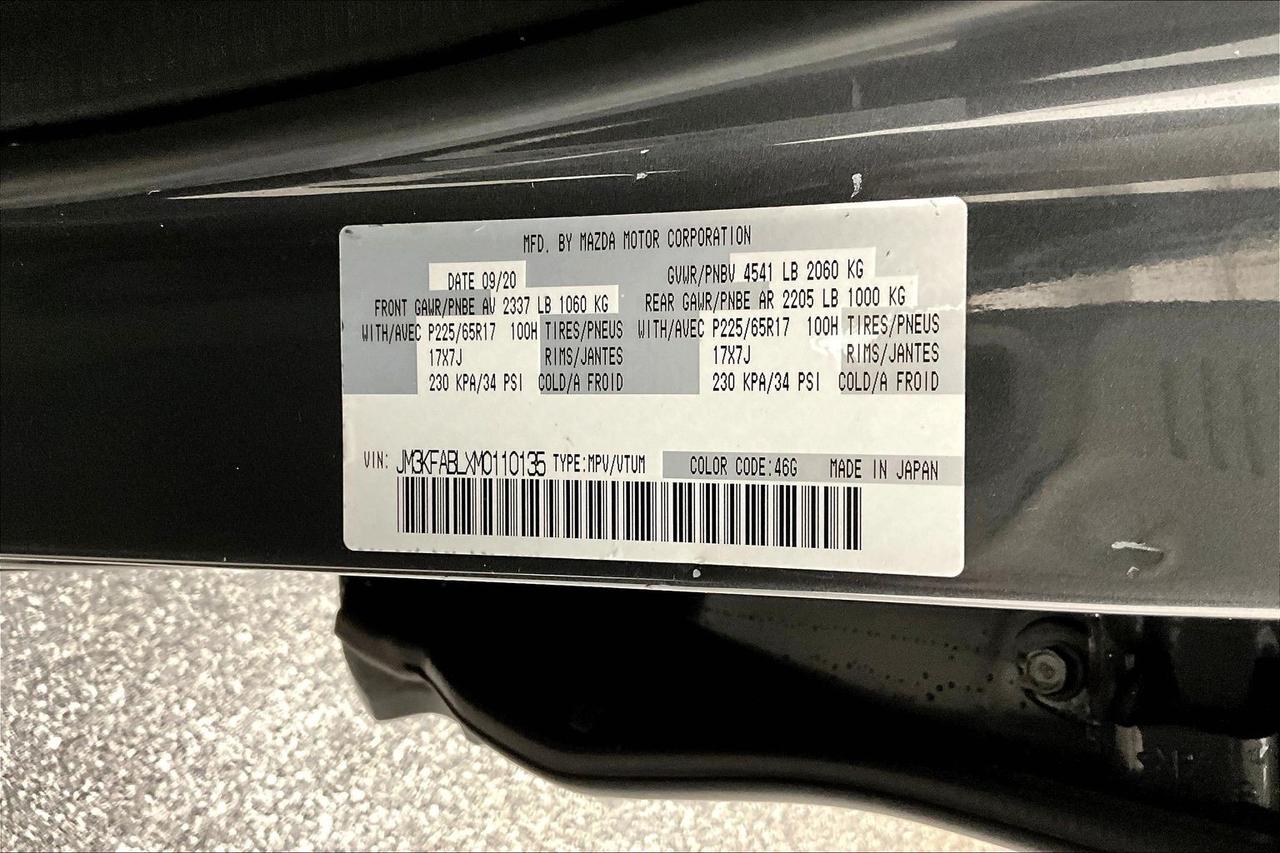 MFD. BY MAZDA MOTOR CORPORATION
DATE 09/20 GVWR/PNBV 4541 LB 2060 KG
FRONT GAWR/PNBE AV 2337 LB 1060 KG REAR GAWR/PNBE AR 2205 LB 1000 KG
WITH/AVEC P225/65R17 100H TIRES/PNEUS WITH/AVEC P225/65R17 100H TIRES/PNEUS
17X7J RIMS/JANTES 17X7J RIMS/JANTES
230 KPA/34 PSI COLD/A FROID 230 KPA/34 PSI COLD/A FROID
VIN: JM3KFABLXM0110135 TYPE:MPV/VTUM COLOR CODE:46G MADE IN JAPAN